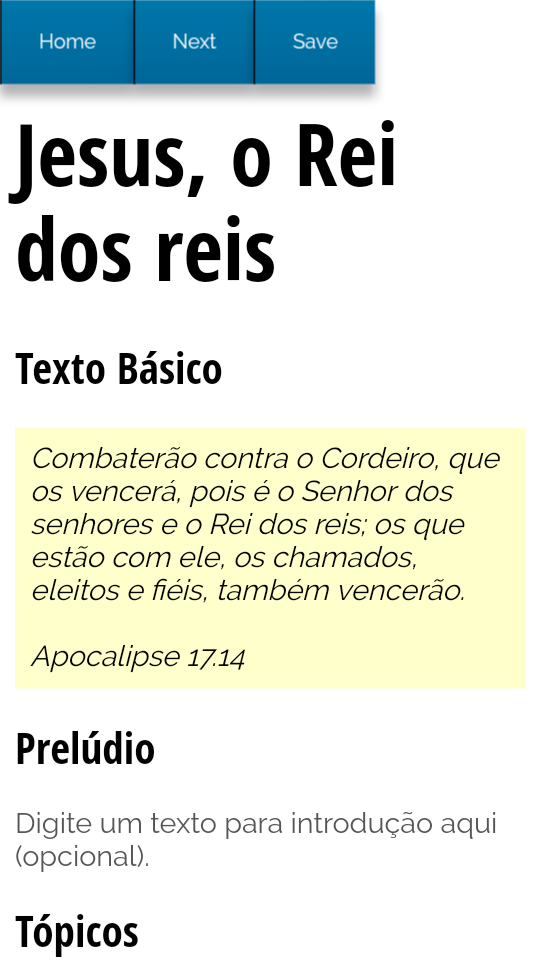 Home Next Save
Jesus, o Rei
dos reis
Texto Básico
Combaterão contra o Cordeiro, que
os vencerá, pois é o Senhor dos
senhores e o Rei dos reis; os que
estão com ele, os chamados,
eleitos e fiéis, também vencerão.
Apocalipse 17.14
Prelúdio
Digite um texto para introdução aqui
(opcional).
Tópicos